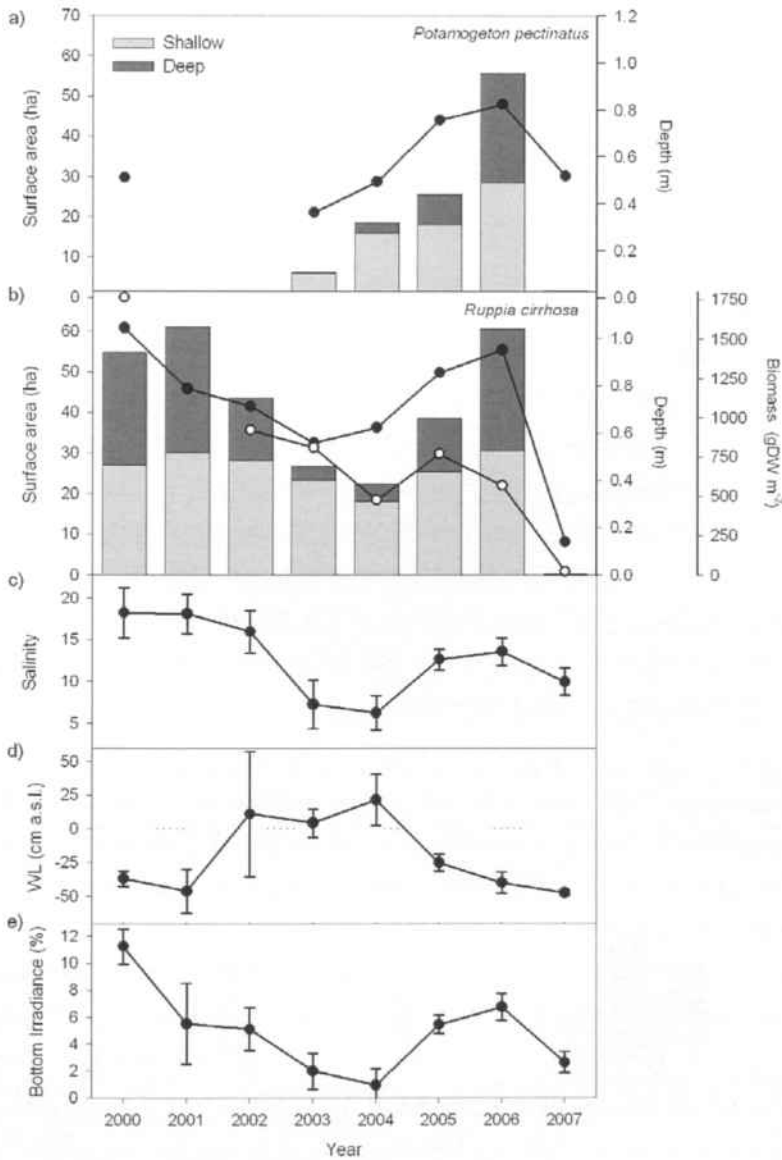 a)
Shallow
Deep
Potamogeton pectinatus
Surface area (ha)
70
60
50
40
30
20
10
0
1.2
1.0
0.8
0.6
0.4
0.2
0.0
Depth (m)
b)
Ruppia cirrhosa
Surface area (ha)
60
50
40
30
20
10
0
1.0
0.8
0.6
0.4
0.2
0.0
Depth (m)
1750
1500
1250
1000
750
500
250
0
Biomass (gDW m⁻²)
c)
Salinity
20
15
10
5
d)
WL (cm a.s.l.)
50
25
0
-25
-50
e)
Bottom Irradiance (%)
12
10
8
6
4
2
0
2000 2001 2002 2003 2004 2005 2006 2007
Year